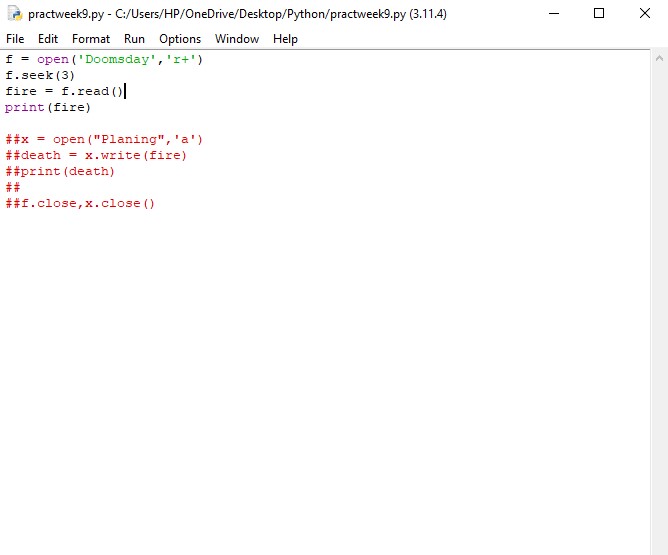 practweek9.py - C:/Users/HP/OneDrive/Desktop/Python/practweek9.py (3.11.4)
File Edit Format Run Options Window Help
f = open('Doomsday','r+')
f.seek(3)
fire = f.read()
print(fire)

##x = open("Planing",'a')
##death = x.write(fire)
##print(death)
##
##f.close,x.close()